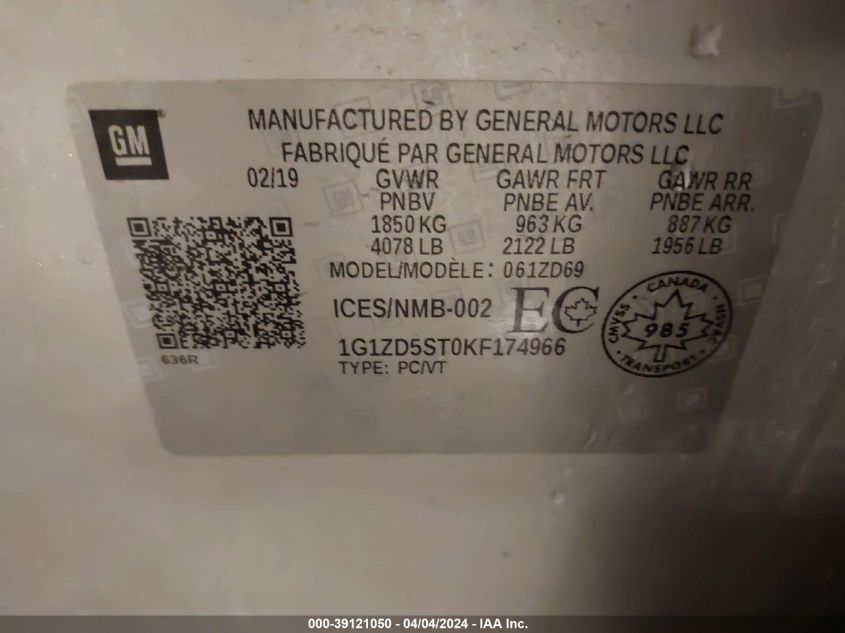 GM
MANUFACTURED BY GENERAL MOTORS LLC
FABRIQUÉ PAR GENERAL MOTORS LLC
02/19 GVWR GAWR FRT GAWR RR
PNBV PNBE AV. PNBE ARR.
1850 KG 963 KG 887 KG
4078 LB 2122 LB 1956 LB
MODEL/MODÈLE: 061ZD69
ICES/NMB-002 EC
CANADA
CMVSS 985 NSVAC
TRANSPORT
1G1ZD5ST0KF174966
636R
TYPE: PC/VT
000-39121050 - 04/04/2024 - IAA Inc.